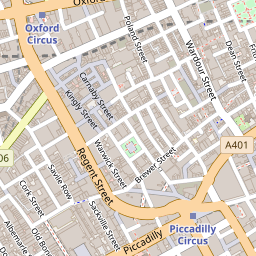 Oxford
Oxford
Circus
Poland Street
Wardour Street
Dean Street
Carnaby Street
Kingly Street
A401
06
Regent Street
Warwick Street
Brewer Street
Savile Row
Cork Street
Sackville Street
Albemarle
Old Bond
Piccadilly
Piccadilly
Circus